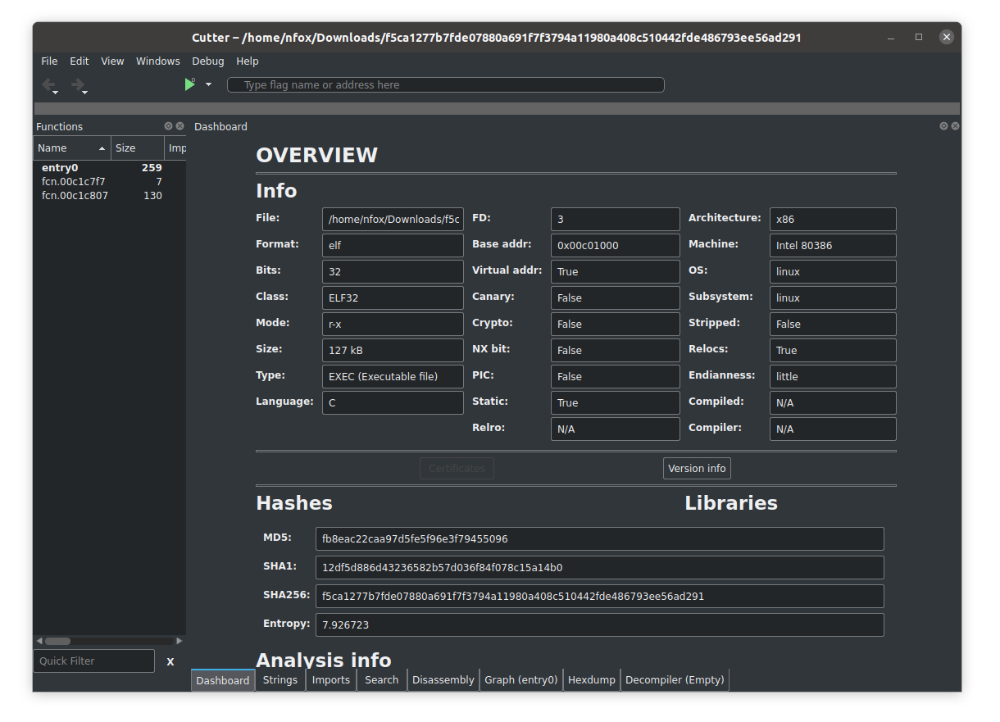 Cutter – /home/nfox/Downloads/f5ca1277b7fde07880a691f7f3794a11980a408c510442fde486793ee56ad291
File Edit View Windows Debug Help
Type flag name or address here
Functions
Name Size Imp
entry0 259
fcn.00c1c7f7 7
fcn.00c1c807 130
Quick Filter X
Dashboard
OVERVIEW
Info
File: /home/nfox/Downloads/f5c FD: 3 Architecture: x86
Format: elf Base addr: 0x00c01000 Machine: Intel 80386
Bits: 32 Virtual addr: True OS: linux
Class: ELF32 Canary: False Subsystem: linux
Mode: r-x Crypto: False Stripped: False
Size: 127 kB NX bit: False Relocs: True
Type: EXEC (Executable file) PIC: False Endianness: little
Language: C Static: True Compiled: N/A
Relro: N/A Compiler: N/A
Certificates Version info
Hashes Libraries
MD5: fb8eac22caa97d5fe5f96e3f79455096
SHA1: 12df5d886d43236582b57d036f84f078c15a14b0
SHA256: f5ca1277b7fde07880a691f7f3794a11980a408c510442fde486793ee56ad291
Entropy: 7.926723
Analysis info
Dashboard Strings Imports Search Disassembly Graph (entry0) Hexdump Decompiler (Empty)